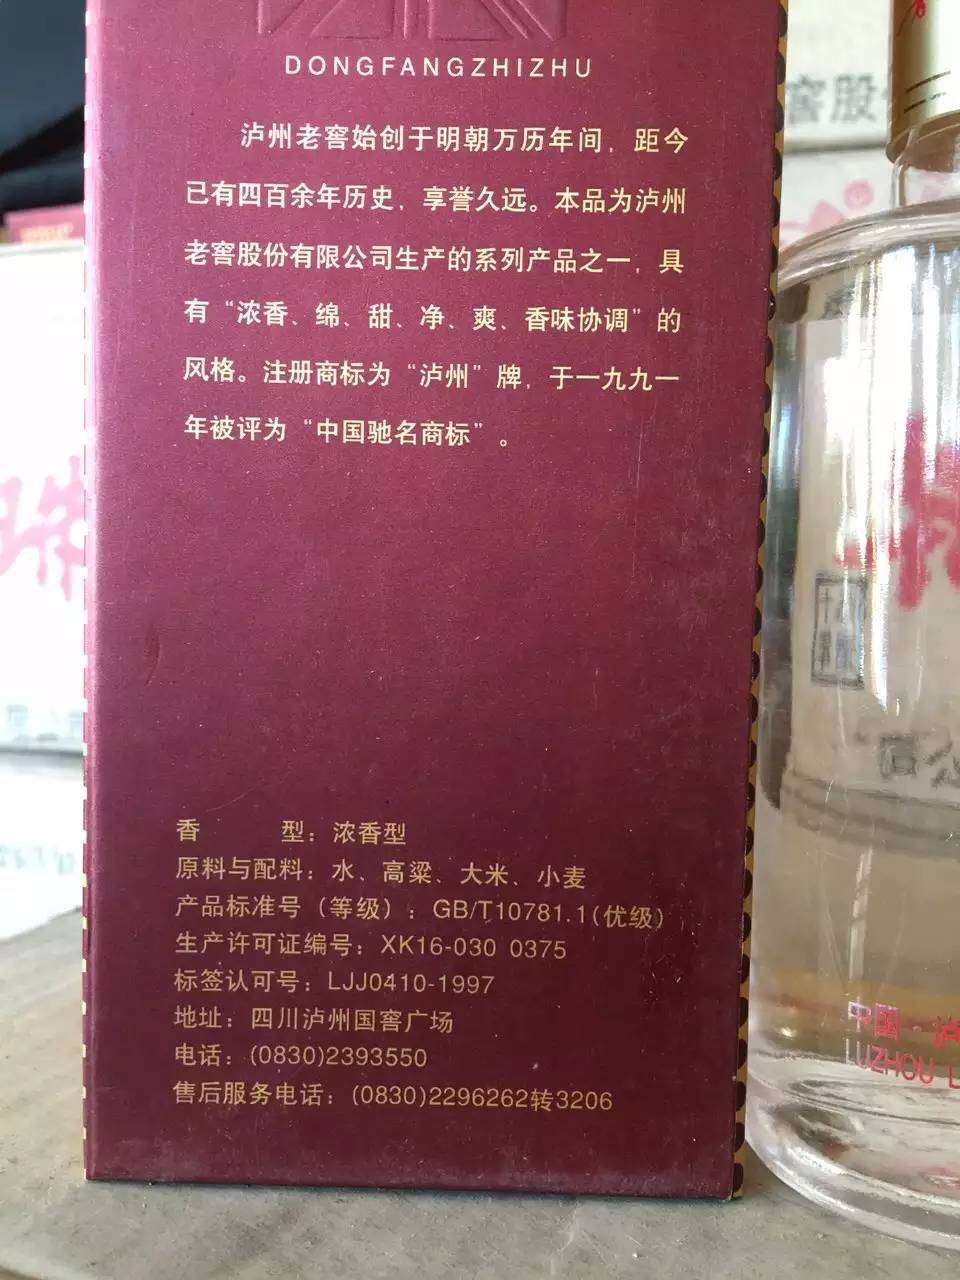 DONGFANGZHIZHU
泸州老窖始创于明朝万历年间，距今
已有四百余年历史，享誉久远。本品为泸州
老窖股份有限公司生产的系列产品之一，具
有“浓香、绵、甜、净、爽、香味协调”的
风格。注册商标为“泸州”牌，于一九九一
年被评为“中国驰名商标”。
香 型：浓香型
原料与配料：水、高粱、大米、小麦
产品标准号（等级）：GB/T10781.1(优级)
生产许可证编号：XK16-030 0375
标签认可号：LJJ0410-1997
地址：四川泸州国窖广场
电话：(0830)2393550
售后服务电话：(0830)2296262转3206
窖股
中国·泸
LUZHOU L